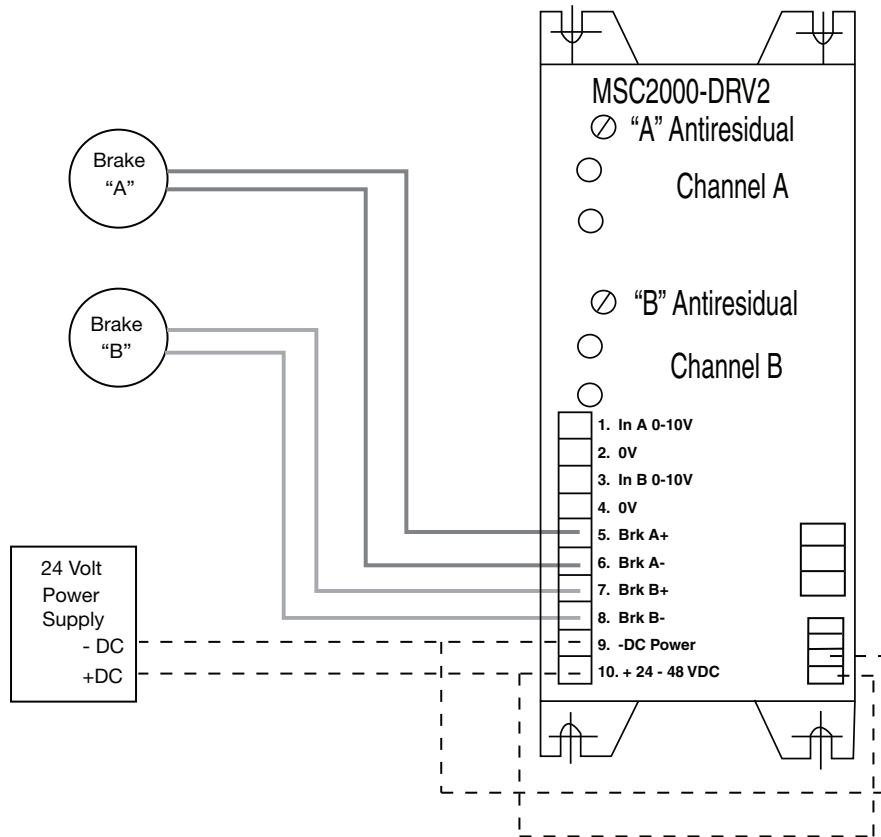 MSC2000-DRV2
“A” Antiresidual
Channel A
“B” Antiresidual
Channel B
Brake
“A”
Brake
“B”
1. In A 0-10V
2. 0V
3. In B 0-10V
4. 0V
5. Brk A+
6. Brk A-
7. Brk B+
8. Brk B-
9. -DC Power
10. + 24 - 48 VDC
24 Volt
Power
Supply
- DC
+DC